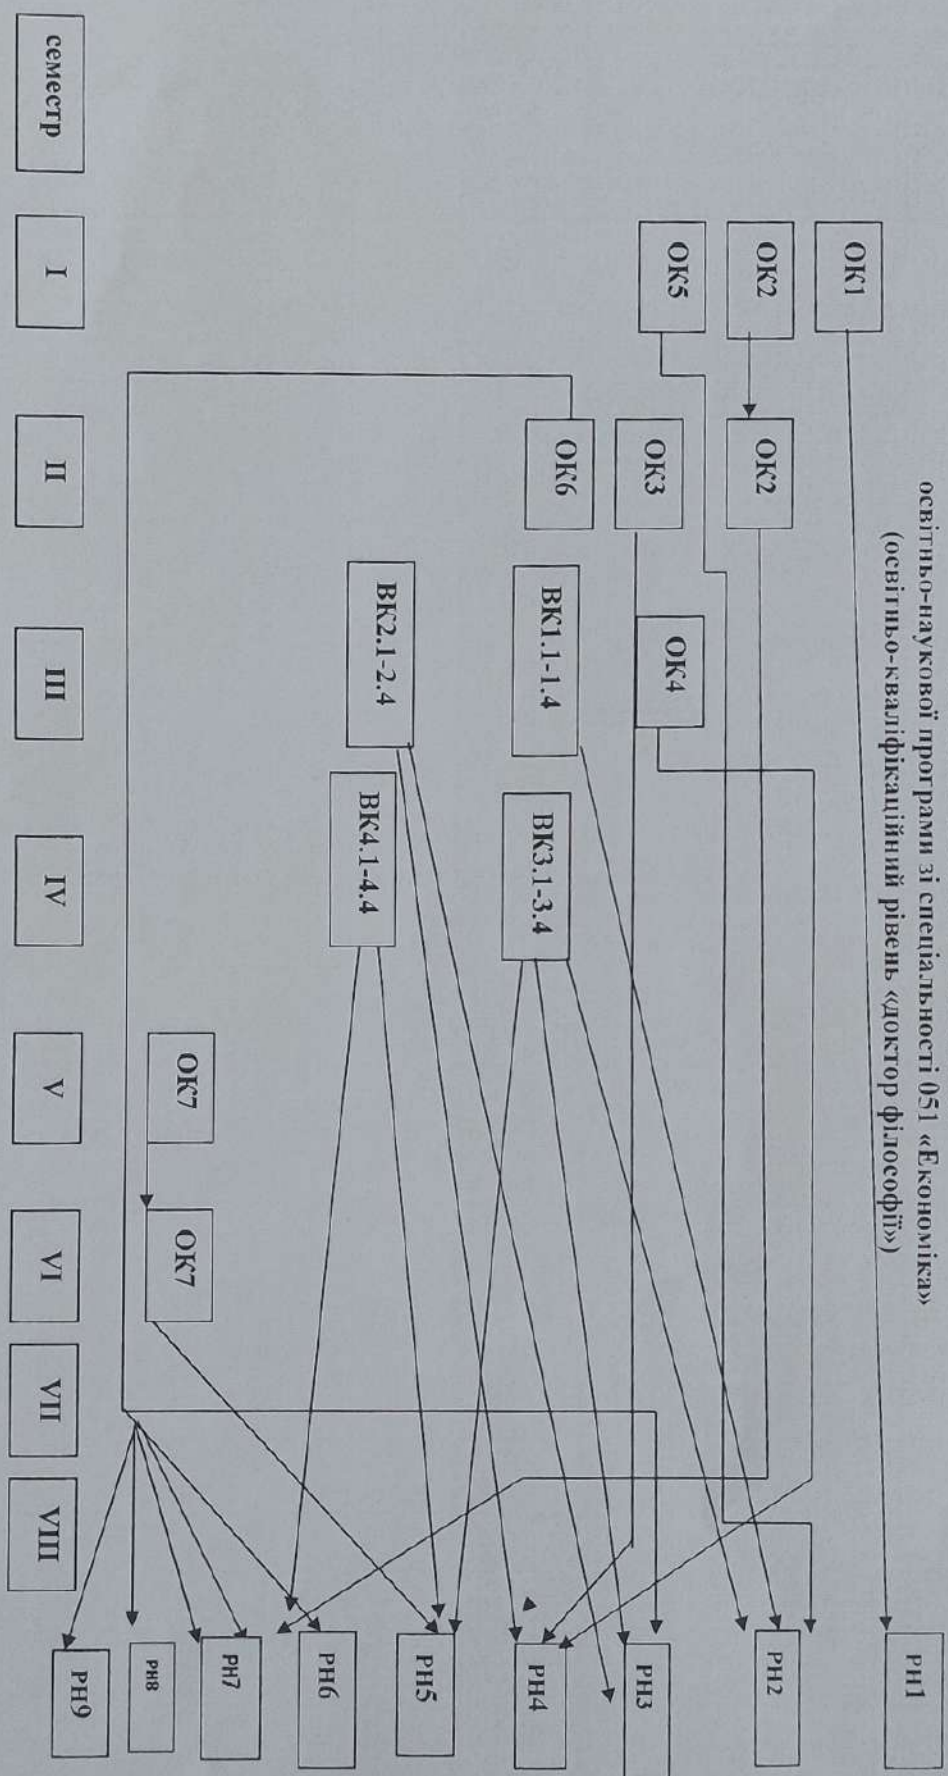 освітньо-наукової програми зі спеціальності 051 «Економіка»
(освітньо-кваліфікаційний рівень «доктор філософії»)
ОК1
РН1
ОК2
ОК2
РН2
ОК5
ОК3
ОК4
РН3
ОК6
ВК1.1-1.4
ВК3.1-3.4
РН4
РН5
ВК2.1-2.4
ВК4.1-4.4
РН6
ОК7
ОК7
РН7
РН8
РН9
семестр
I
II
III
IV
V
VI
VII
VIII